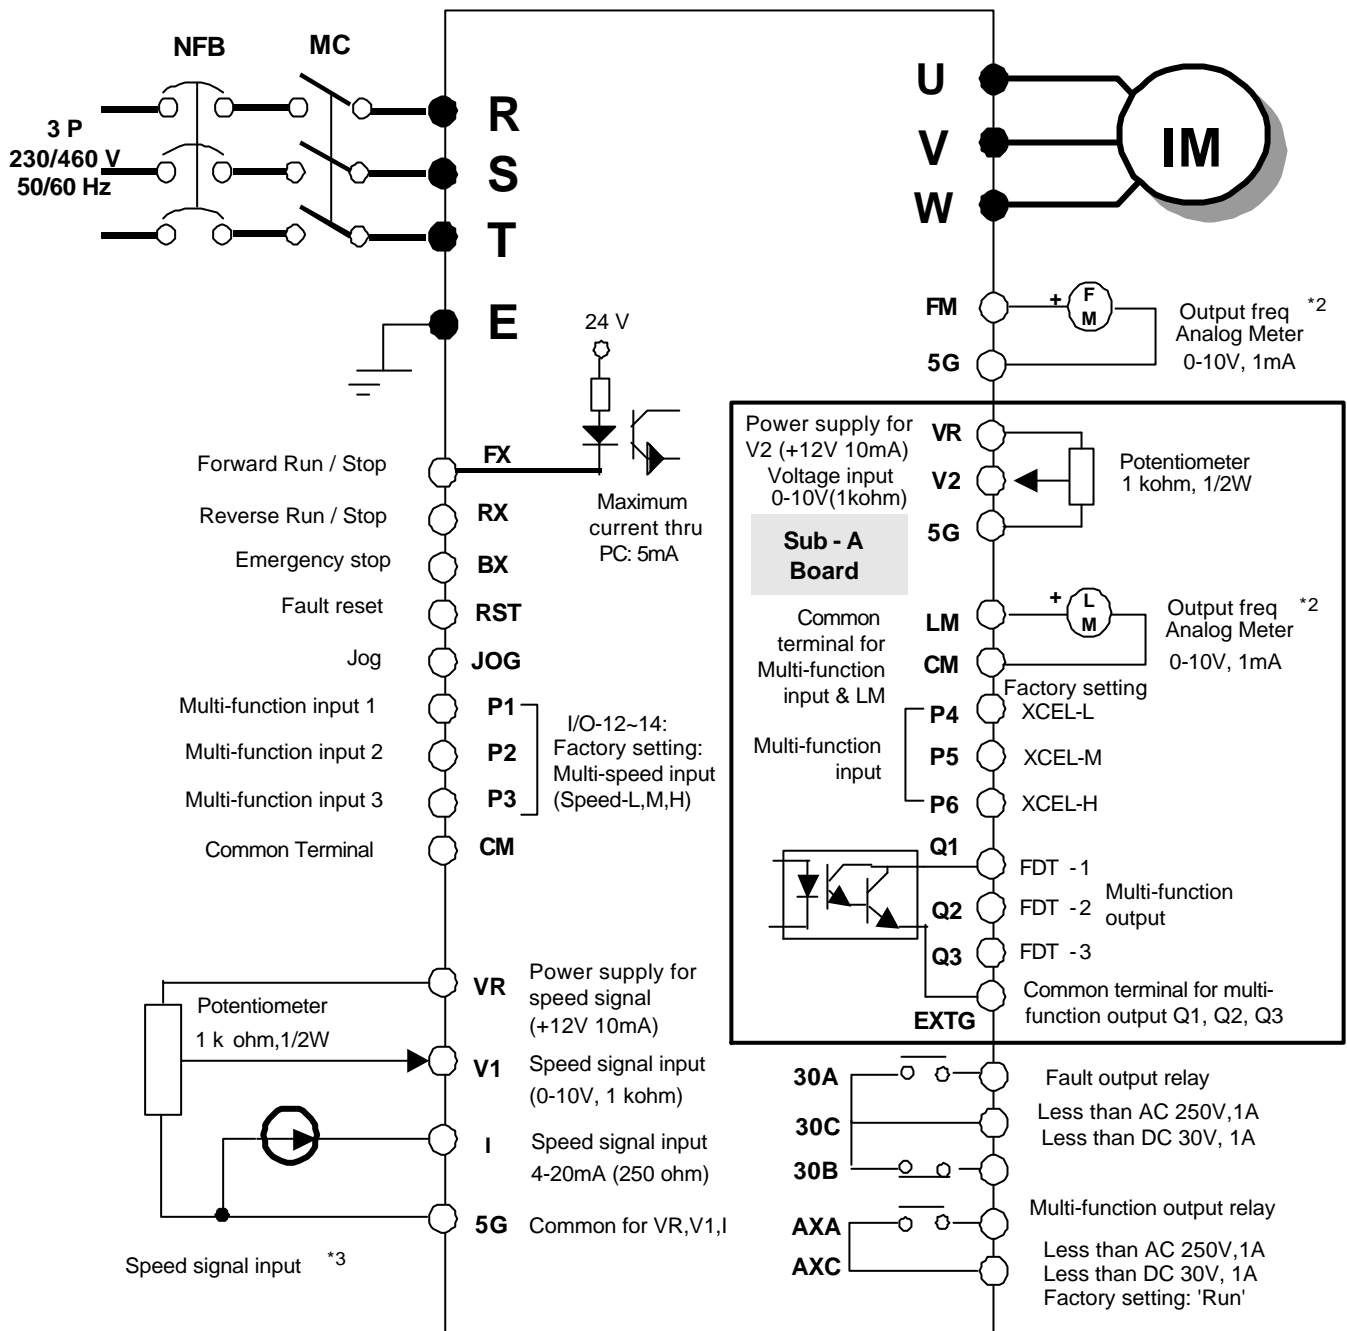 NFB
MC
3 P
230/460 V
50/60 Hz
R
S
T
E
U
V
W
IM
FM
5G
+
F
M
Output freq *2
Analog Meter
0-10V, 1mA
24 V
Maximum
current thru
PC: 5mA
Forward Run / Stop
FX
Reverse Run / Stop
RX
Emergency stop
BX
Fault reset
RST
Jog
JOG
Multi-function input 1
P1
Multi-function input 2
P2
Multi-function input 3
P3
I/O-12~14:
Factory setting:
Multi-speed input
(Speed-L,M,H)
Common Terminal
CM
Power supply for
V2 (+12V 10mA)
VR
Voltage input
0-10V(1kohm)
V2
5G
Potentiometer
1 kohm, 1/2W
Sub - A
Board
LM
CM
+
L
M
Output freq *2
Analog Meter
0-10V, 1mA
Common
terminal for
Multi-function
input & LM
Factory setting
P4
XCEL-L
Multi-function
input
P5
XCEL-M
P6
XCEL-H
Q1
FDT - 1
Q2
FDT - 2
Q3
FDT - 3
Multi-function
output
EXTG
Common terminal for multi-
function output Q1, Q2, Q3
Potentiometer
1 k ohm,1/2W
VR
Power supply for
speed signal
(+12V 10mA)
V1
Speed signal input
(0-10V, 1 kohm)
I
Speed signal input
4-20mA (250 ohm)
5G
Common for VR,V1,I
Speed signal input *3
30A
Fault output relay
30C
Less than AC 250V,1A
Less than DC 30V, 1A
30B
AXA
Multi-function output relay
AXC
Less than AC 250V,1A
Less than DC 30V, 1A
Factory setting: 'Run'